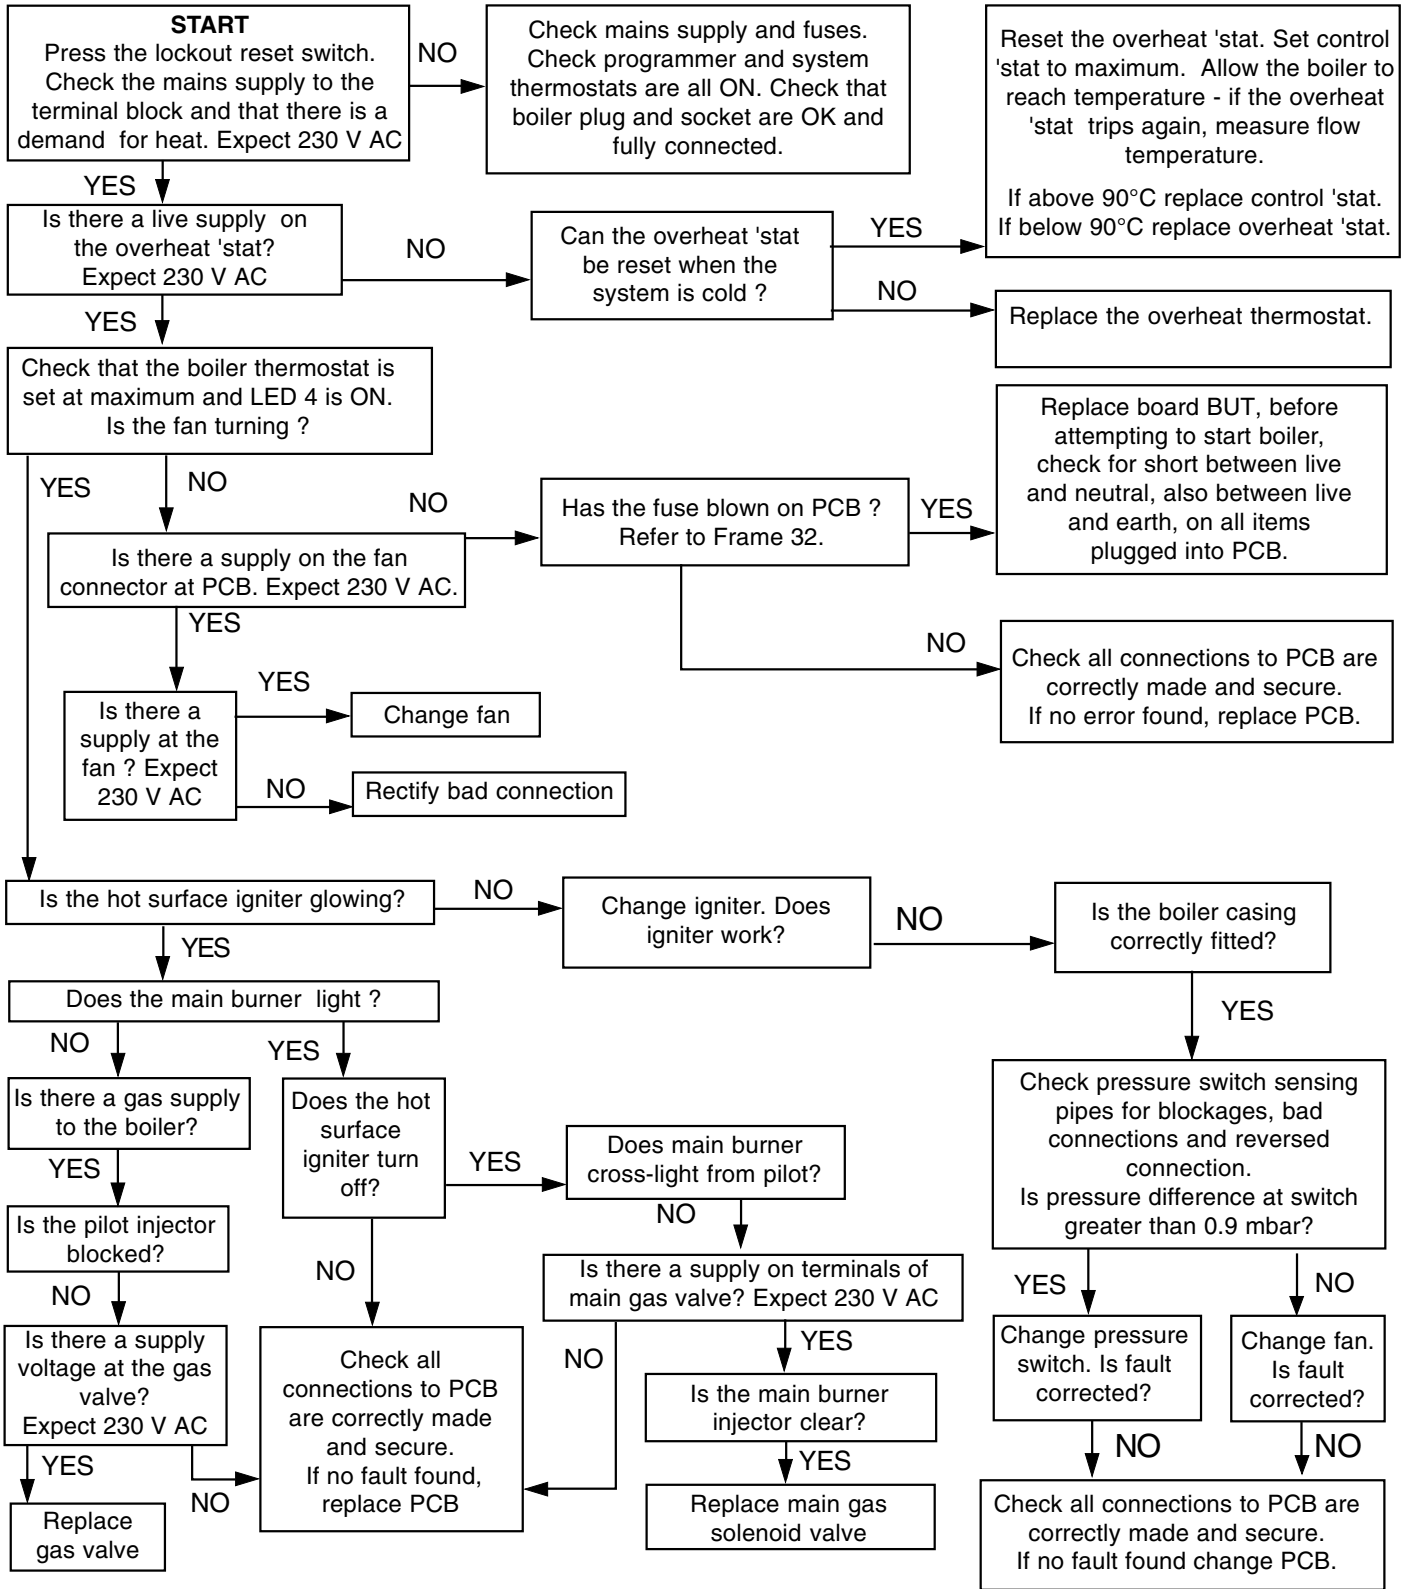 START
Press the lockout reset switch.
Check the mains supply to the
terminal block and that there is a
demand for heat. Expect 230 V AC
NO
Check mains supply and fuses.
Check programmer and system
thermostats are all ON. Check that
boiler plug and socket are OK and
fully connected.
Reset the overheat 'stat. Set control
'stat to maximum. Allow the boiler to
reach temperature - if the overheat
'stat trips again, measure flow
temperature.
If above 90°C replace control 'stat.
If below 90°C replace overheat 'stat.
YES
Is there a live supply on
the overheat 'stat?
Expect 230 V AC
NO
Can the overheat 'stat
be reset when the
system is cold ?
YES
NO
Replace the overheat thermostat.
YES
Check that the boiler thermostat is
set at maximum and LED 4 is ON.
Is the fan turning ?
YES
NO
Is there a supply on the fan
connector at PCB. Expect 230 V AC.
NO
Has the fuse blown on PCB ?
Refer to Frame 32.
YES
Replace board BUT, before
attempting to start boiler,
check for short between live
and neutral, also between live
and earth, on all items
plugged into PCB.
NO
Check all connections to PCB are
correctly made and secure.
If no error found, replace PCB.
YES
Is there a
supply at the
fan ? Expect
230 V AC
YES
Change fan
NO
Rectify bad connection
Is the hot surface igniter glowing?
NO
Change igniter. Does
igniter work?
NO
Is the boiler casing
correctly fitted?
YES
YES
Does the main burner light ?
NO
YES
Is there a gas supply
to the boiler?
YES
Is the pilot injector
blocked?
NO
Is there a supply
voltage at the gas
valve?
Expect 230 V AC
YES
NO
Replace
gas valve
Does the hot
surface
igniter turn
off?
YES
NO
Check all
connections to PCB
are correctly made
and secure.
If no fault found,
replace PCB
Does main burner
cross-light from pilot?
NO
Is there a supply on terminals of
main gas valve? Expect 230 V AC
NO
YES
Is the main burner
injector clear?
YES
Replace main gas
solenoid valve
Check pressure switch sensing
pipes for blockages, bad
connections and reversed
connection.
Is pressure difference at switch
greater than 0.9 mbar?
YES
NO
Change pressure
switch. Is fault
corrected?
Change fan.
Is fault
corrected?
NO
NO
Check all connections to PCB are
correctly made and secure.
If no fault found change PCB.